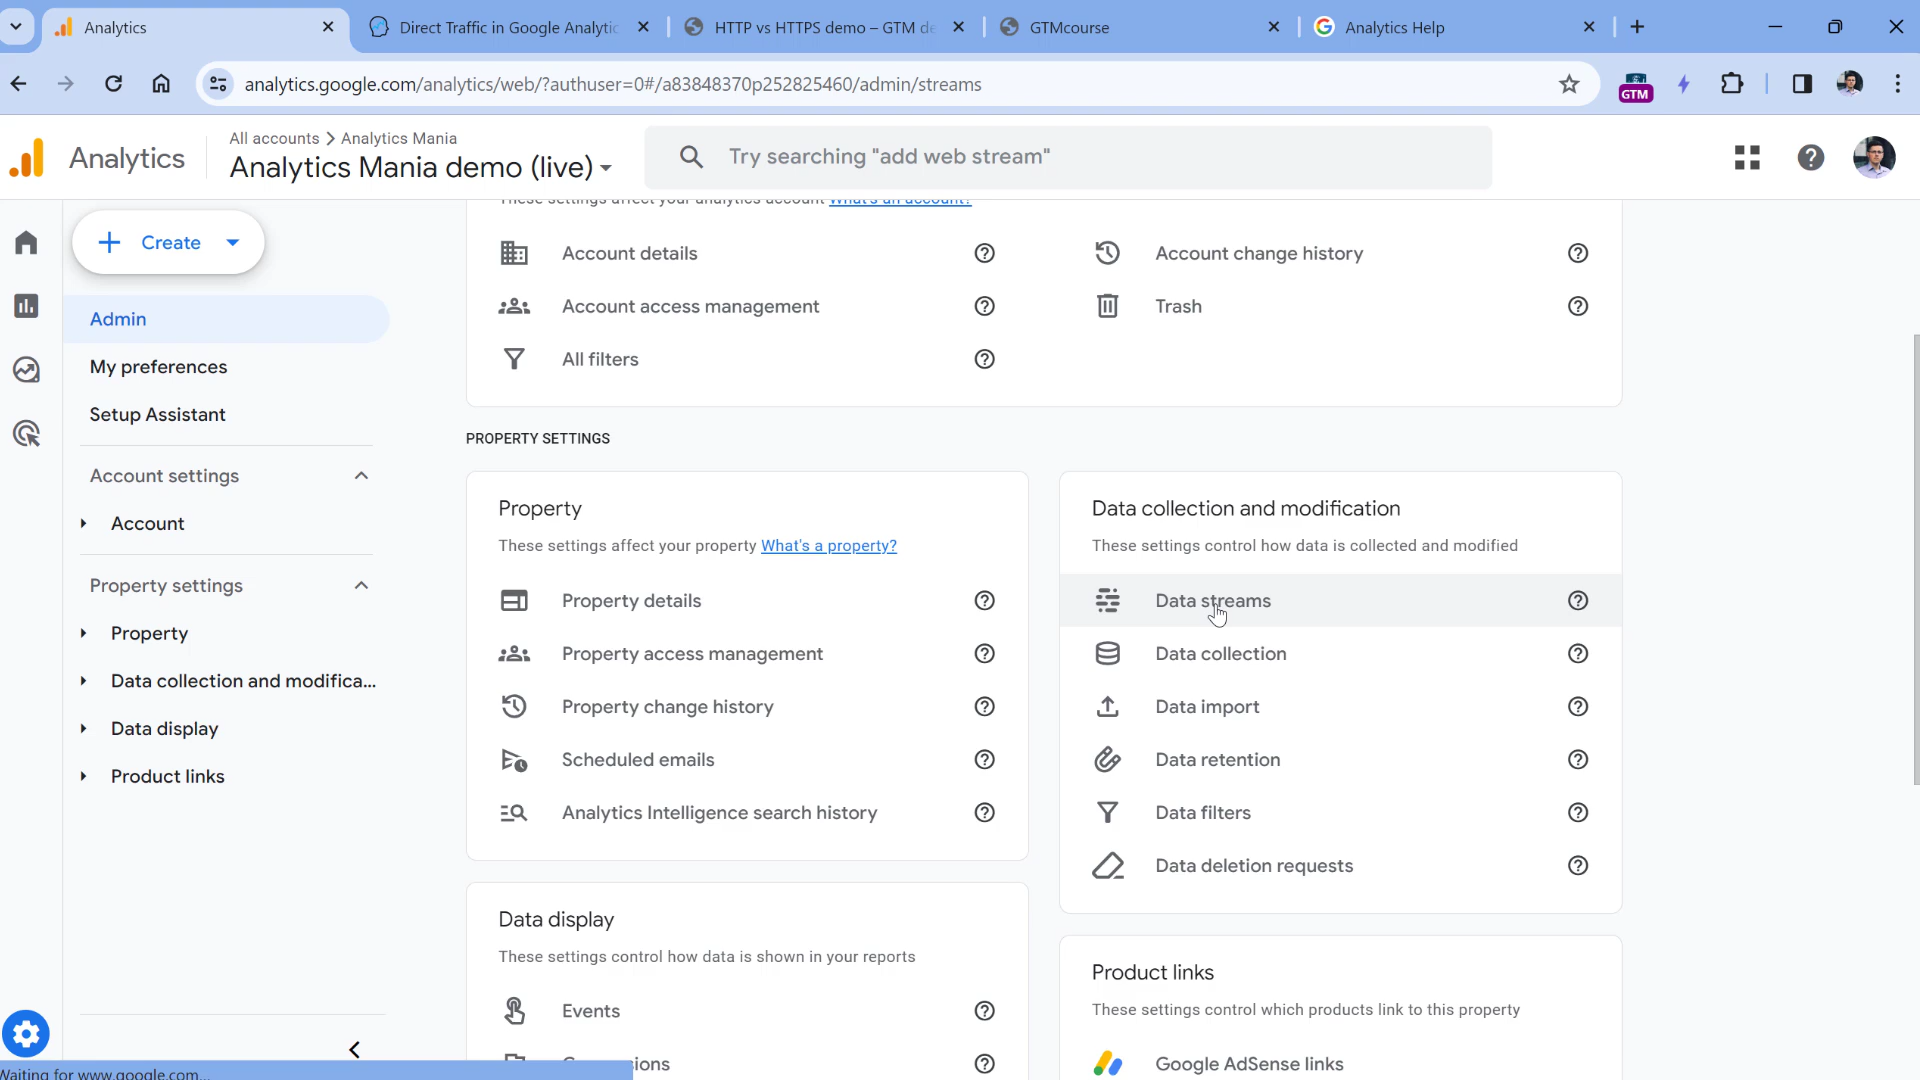 Analytics
Direct Traffic in Google Analytic
HTTP vs HTTPS demo – GTM de
GTMcourse
Analytics Help
analytics.google.com/analytics/web/?authuser=0#/a83848370p252825460/admin/streams
GTM
Analytics
All accounts > Analytics Mania
Analytics Mania demo (live)
Try searching "add web stream"
Create
Admin
My preferences
Setup Assistant
Account settings
Account
Property settings
Property
Data collection and modifica...
Data display
Product links
These settings affect your analytics account What's an account?
Account details
Account change history
Account access management
Trash
All filters
PROPERTY SETTINGS
Property
These settings affect your property What's a property?
Property details
Property access management
Property change history
Scheduled emails
Analytics Intelligence search history
Data collection and modification
These settings control how data is collected and modified
Data streams
Data collection
Data import
Data retention
Data filters
Data deletion requests
Data display
These settings control how data is shown in your reports
Events
Product links
These settings control which products link to this property
Google AdSense links
Waiting for www.google.com...